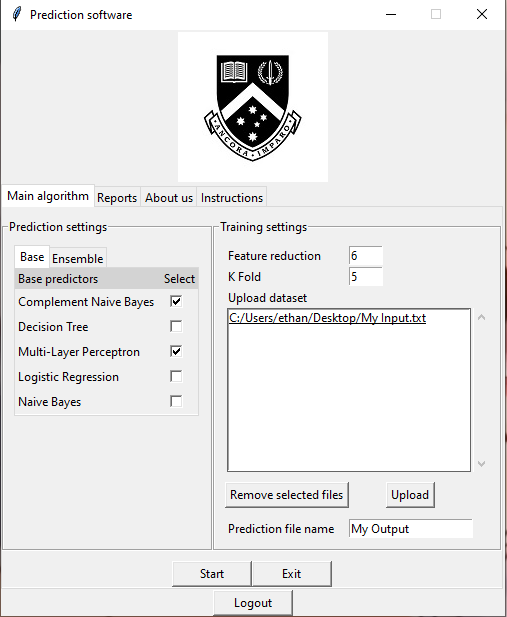 Prediction software
ANCORA IMPARO
Main algorithm Reports About us Instructions
Prediction settings
Base Ensemble
Base predictors Select
Complement Naive Bayes
Decision Tree
Multi-Layer Perceptron
Logistic Regression
Naive Bayes
Training settings
Feature reduction 6
K Fold 5
Upload dataset
C:/Users/ethan/Desktop/My Input.txt
Remove selected files Upload
Prediction file name My Output
Start Exit
Logout